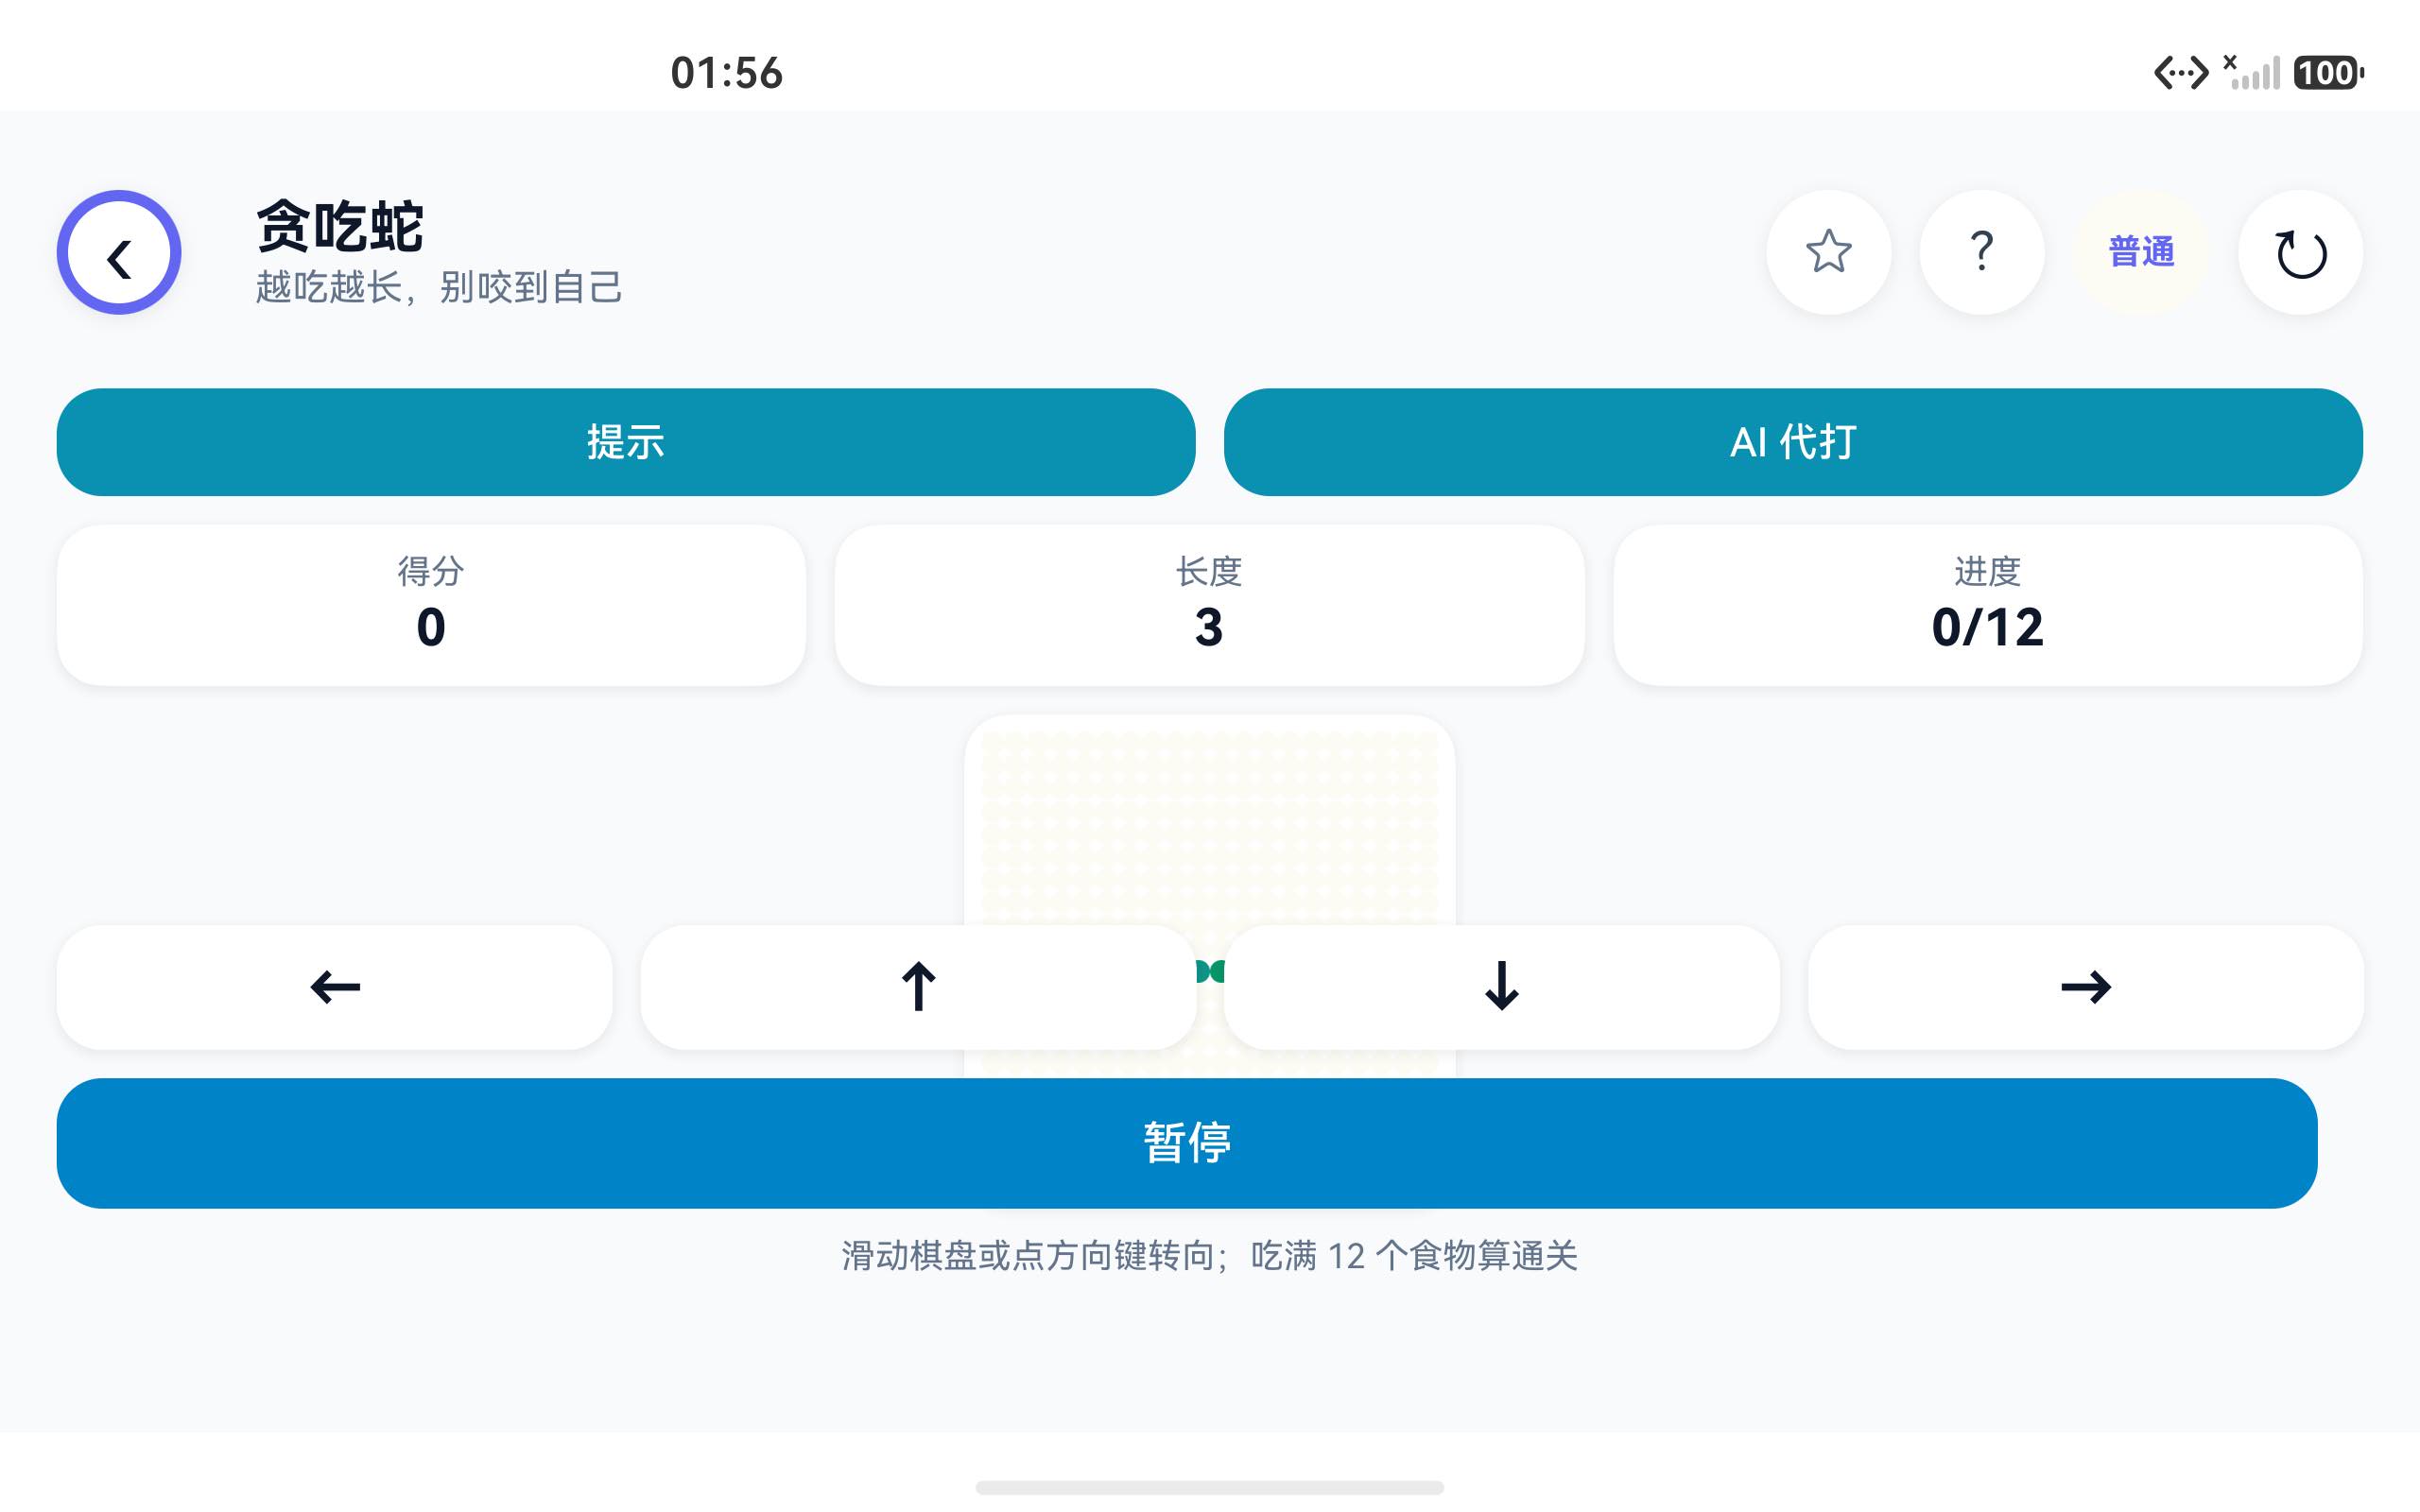 01:56
100
贪吃蛇
越吃越长，别咬到自己
?
普通
提示
AI 代打
得分
0
长度
3
进度
0/12
← ↑ ↓ →
暂停
滑动棋盘或点方向键转向；吃满 12 个食物算通关